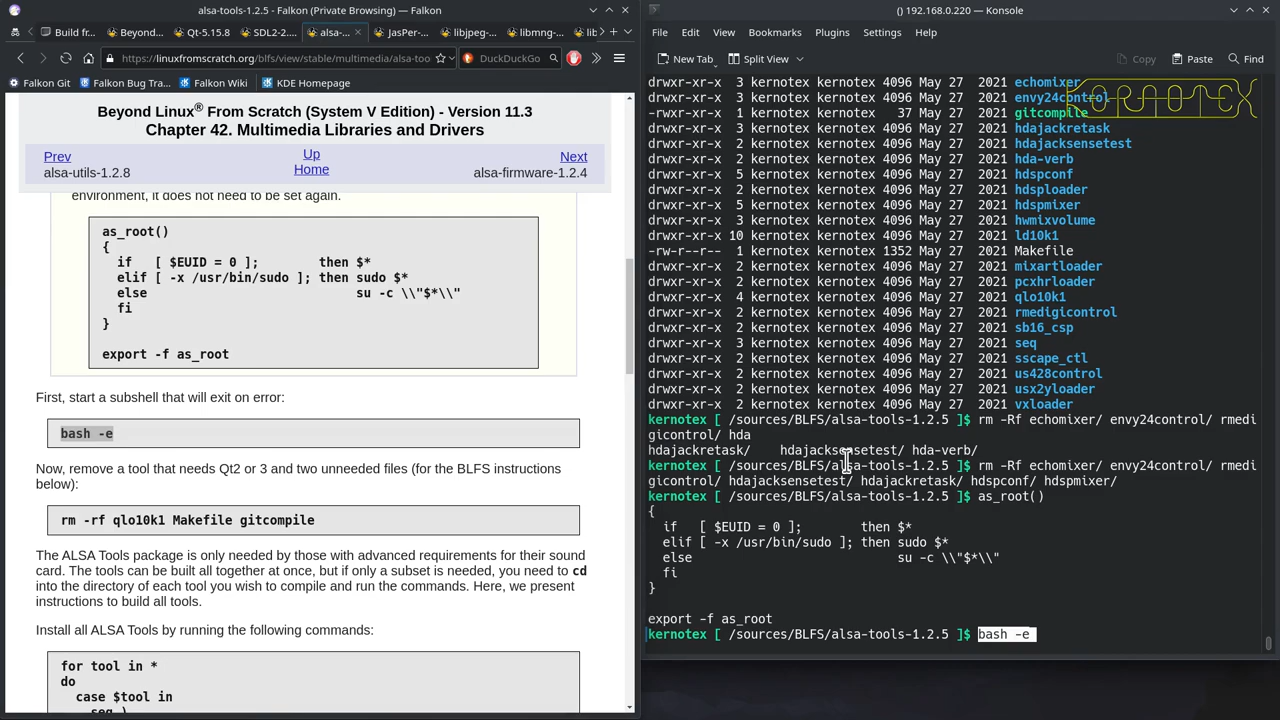 alsa-tools-1.2.5 - Falkon (Private Browsing) — Falkon
Build fr...
Beyond...
Qt-5.15.8
SDL2-2....
alsa-...
JasPer-...
libjpeg-...
libmng-...
lib
https://linuxfromscratch.org/blfs/view/stable/multimedia/alsa-too
DuckDuckGo
Falkon Git
Falkon Bug Tra...
Falkon Wiki
KDE Homepage
Beyond Linux® From Scratch (System V Edition) - Version 11.3
Chapter 42. Multimedia Libraries and Drivers
Prev
Up
Next
alsa-utils-1.2.8
Home
alsa-firmware-1.2.4
environment, it does not need to be set again.
as_root()
{
if [ $EUID = 0 ]; then $*
elif [ -x /usr/bin/sudo ]; then sudo $*
else su -c \\"$*\\"
fi
}
export -f as_root
First, start a subshell that will exit on error:
bash -e
Now, remove a tool that needs Qt2 or 3 and two unneeded files (for the BLFS instructions
below):
rm -rf qlo10k1 Makefile gitcompile
The ALSA Tools package is only needed by those with advanced requirements for their sound
card. The tools can be built all together at once, but if only a subset is needed, you need to cd
into the directory of each tool you wish to compile and run the commands. Here, we present
instructions to build all tools.
Install all ALSA Tools by running the following commands:
for tool in *
do
case $tool in
seq )
() 192.168.0.220 — Konsole
File Edit View Bookmarks Plugins Settings Help
New Tab
Split View
Copy
Paste
Find
KERNOTEX
drwxr-xr-x 3 kernotex kernotex 4096 May 27 2021 echomixer
drwxr-xr-x 3 kernotex kernotex 4096 May 27 2021 envy24control
-rwxr-xr-x 1 kernotex kernotex 37 May 27 2021 gitcompile
drwxr-xr-x 3 kernotex kernotex 4096 May 27 2021 hdajackretask
drwxr-xr-x 2 kernotex kernotex 4096 May 27 2021 hdajacksensetest
drwxr-xr-x 2 kernotex kernotex 4096 May 27 2021 hda-verb
drwxr-xr-x 5 kernotex kernotex 4096 May 27 2021 hdspconf
drwxr-xr-x 2 kernotex kernotex 4096 May 27 2021 hdsploader
drwxr-xr-x 5 kernotex kernotex 4096 May 27 2021 hdspmixer
drwxr-xr-x 3 kernotex kernotex 4096 May 27 2021 hwmixvolume
drwxr-xr-x 10 kernotex kernotex 4096 May 27 2021 ld10k1
-rw-r--r-- 1 kernotex kernotex 1352 May 27 2021 Makefile
drwxr-xr-x 2 kernotex kernotex 4096 May 27 2021 mixartloader
drwxr-xr-x 2 kernotex kernotex 4096 May 27 2021 pcxhrloader
drwxr-xr-x 4 kernotex kernotex 4096 May 27 2021 qlo10k1
drwxr-xr-x 2 kernotex kernotex 4096 May 27 2021 rmedigicontrol
drwxr-xr-x 2 kernotex kernotex 4096 May 27 2021 sb16_csp
drwxr-xr-x 3 kernotex kernotex 4096 May 27 2021 seq
drwxr-xr-x 2 kernotex kernotex 4096 May 27 2021 sscape_ctl
drwxr-xr-x 2 kernotex kernotex 4096 May 27 2021 us428control
drwxr-xr-x 2 kernotex kernotex 4096 May 27 2021 usx2yloader
drwxr-xr-x 2 kernotex kernotex 4096 May 27 2021 vxloader
kernotex [ /sources/BLFS/alsa-tools-1.2.5 ]$ rm -Rf echomixer/ envy24control/ rmedi
gicontrol/ hda
hdajackretask/ hdajacksensetest/ hda-verb/
kernotex [ /sources/BLFS/alsa-tools-1.2.5 ]$ rm -Rf echomixer/ envy24control/ rmedi
gicontrol/ hdajacksensetest/ hdajackretask/ hdspconf/ hdspmixer/
kernotex [ /sources/BLFS/alsa-tools-1.2.5 ]$ as_root()
{
if [ $EUID = 0 ]; then $*
elif [ -x /usr/bin/sudo ]; then sudo $*
else su -c \\"$*\\"
fi
}
export -f as_root
kernotex [ /sources/BLFS/alsa-tools-1.2.5 ]$ bash -e